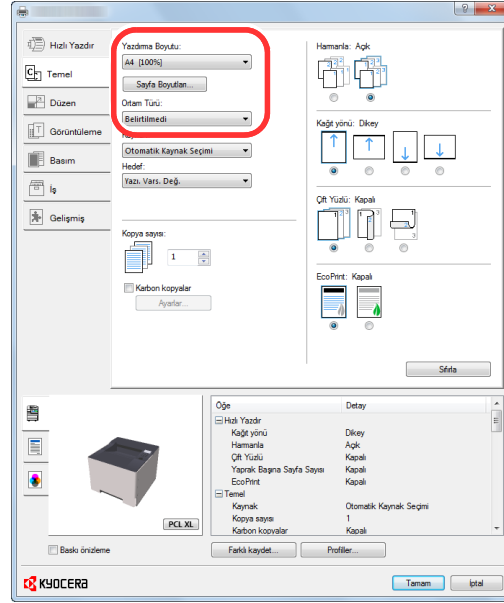 Hızlı Yazdır
Temel
Düzen
Görüntüleme
Basım
İş
Gelişmiş
Yazdırma Boyutu:
A4 [100%]
Sayfa Boyutları...
Ortam Türü:
Belirtilmedi
Otomatik Kaynak Seçimi
Hedef:
Yazı. Vars. Değ.
Kopya sayısı:
1
Karbon kopyalar
Ayarlar...
Harmanla: Açık
Kağıt yönü: Dikey
Çift Yüzlü: Kapalı
EcoPrint: Kapalı
Sıfırla
Öğe Detay
Hızlı Yazdır
Kağıt yönü Dikey
Harmanla Açık
Çift Yüzlü Kapalı
Yaprak Başına Sayfa Sayısı Kapalı
EcoPrint Kapalı
Temel
Kaynak Otomatik Kaynak Seçimi
Kopya sayısı 1
Karbon kopyalar Kapalı
PCL XL
Baskı önizleme
Farklı kaydet... Profiller...
KYOCERA
Tamam İptal